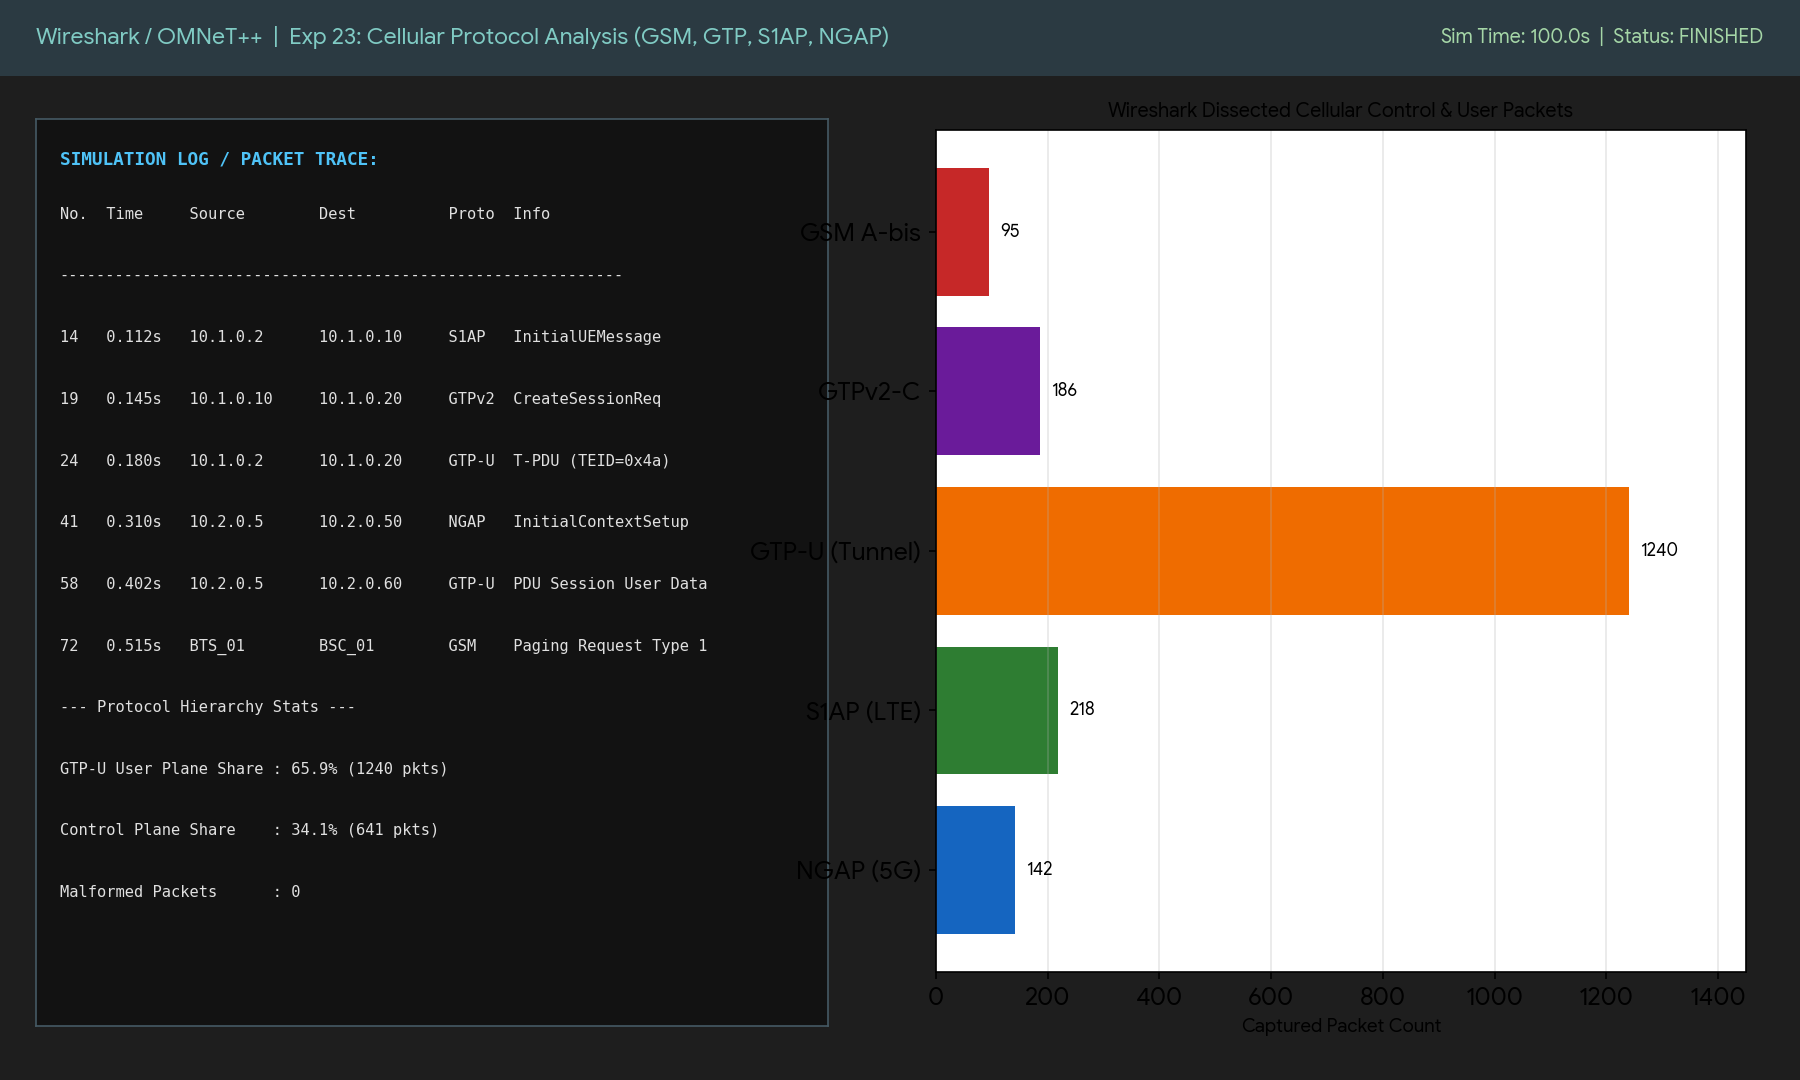 Wireshark / OMNeT++ | Exp 23: Cellular Protocol Analysis (GSM, GTP, S1AP, NGAP)
Sim Time: 100.0s | Status: FINISHED
SIMULATION LOG / PACKET TRACE:
No. Time Source Dest Proto Info
-------------------------------------------------------------
14 0.112s 10.1.0.2 10.1.0.10 S1AP InitialUEMessage
19 0.145s 10.1.0.10 10.1.0.20 GTPv2 CreateSessionReq
24 0.180s 10.1.0.2 10.1.0.20 GTP-U T-PDU (TEID=0x4a)
41 0.310s 10.2.0.5 10.2.0.50 NGAP InitialContextSetup
58 0.402s 10.2.0.5 10.2.0.60 GTP-U PDU Session User Data
72 0.515s BTS_01 BSC_01 GSM Paging Request Type 1
--- Protocol Hierarchy Stats ---
GTP-U User Plane Share : 65.9% (1240 pkts)
Control Plane Share : 34.1% (641 pkts)
Malformed Packets : 0
Wireshark Dissected Cellular Control & User Packets
GSM A-bis 95
GTPv2-C 186
GTP-U (Tunnel) 1240
S1AP (LTE) 218
NGAP (5G) 142
0 200 400 600 800 1000 1200 1400
Captured Packet Count